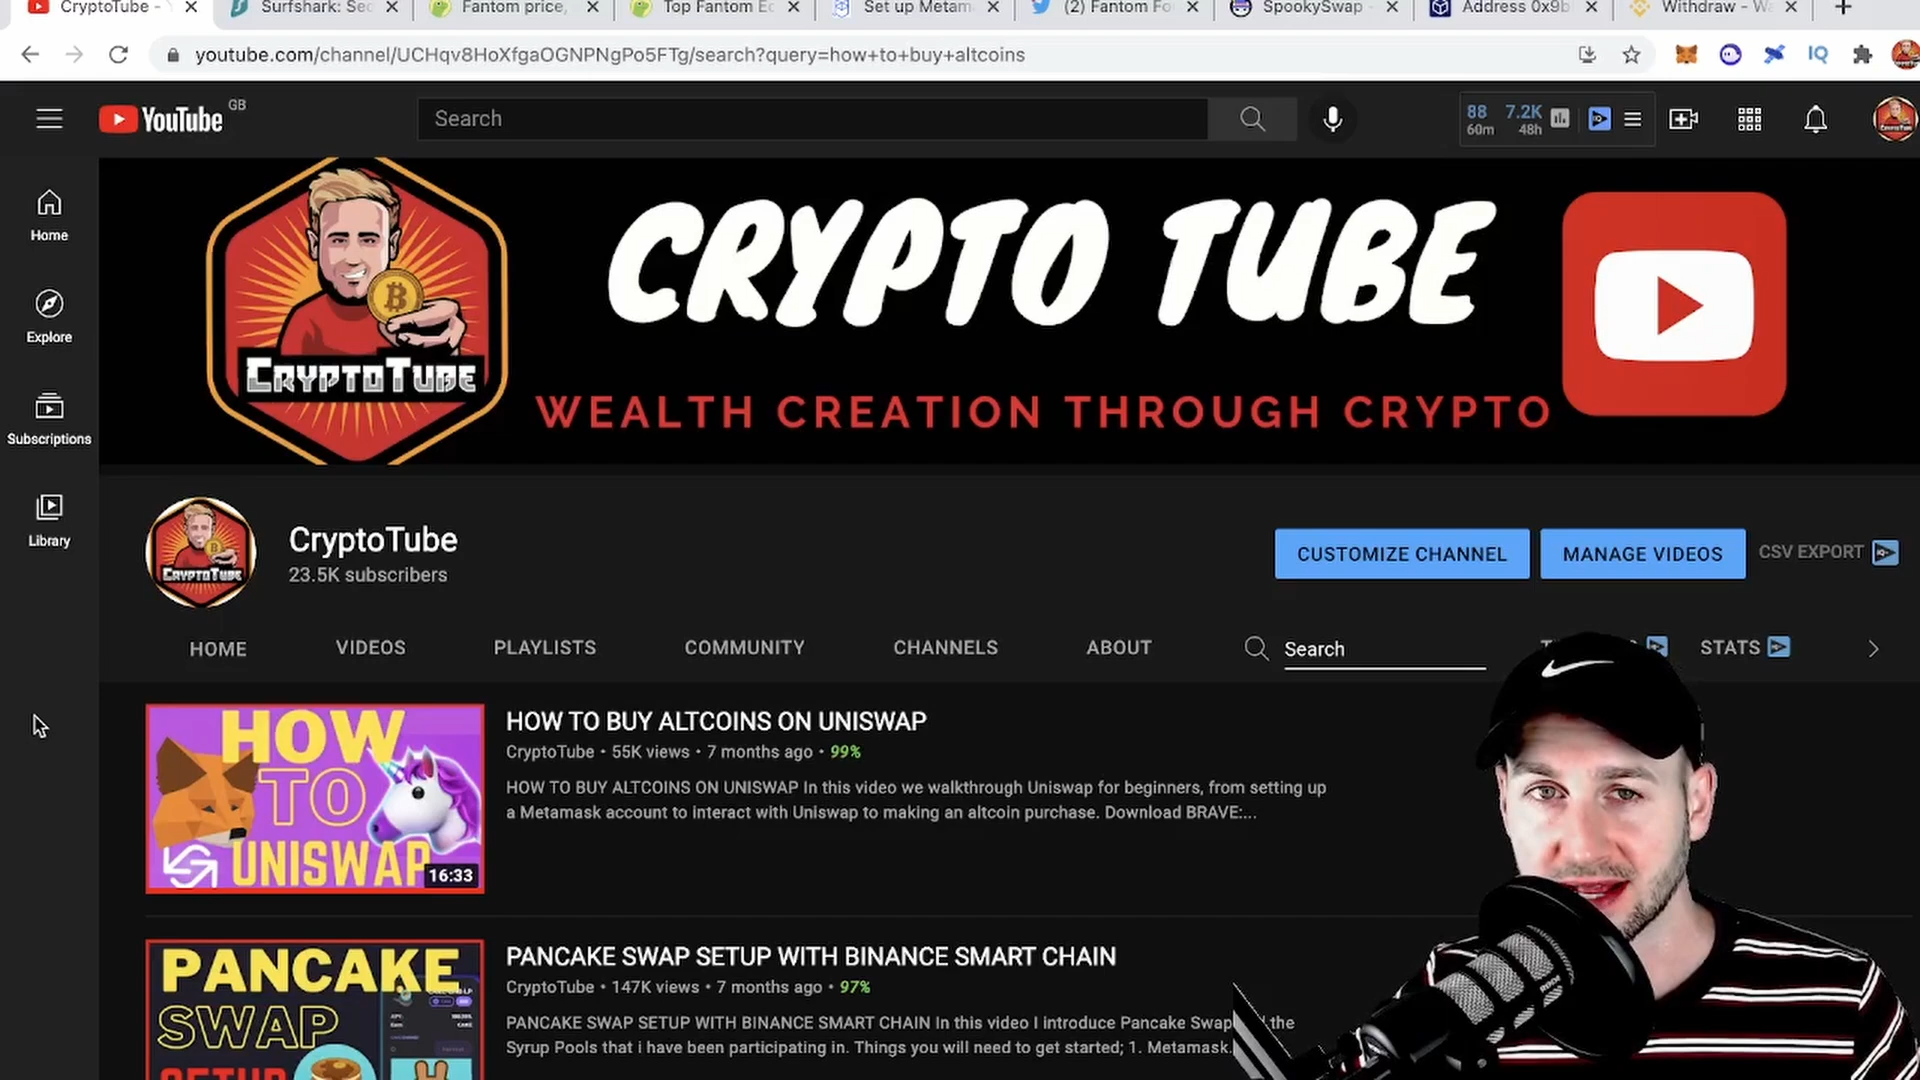 CryptoTube -
Surfshark: Sec
Fantom price,
Top Fantom Ec
Set up Metam
(2) Fantom Fo
SpookySwap -
Address 0x9b
Withdraw - Wa
youtube.com/channel/UCHqv8HoXfgaOGNPNgPo5FTg/search?query=how+to+buy+altcoins
IQ
YouTube
GB
Search
88
60m
7.2K
48h
Home
Explore
Subscriptions
Library
CRYPTOTUBE
CRYPTO TUBE
WEALTH CREATION THROUGH CRYPTO
CRYPTOTUBE
CryptoTube
23.5K subscribers
CUSTOMIZE CHANNEL
MANAGE VIDEOS
CSV EXPORT
HOME
VIDEOS
PLAYLISTS
COMMUNITY
CHANNELS
ABOUT
Search
STATS
HOW
TO
UNISWAP
16:33
HOW TO BUY ALTCOINS ON UNISWAP
CryptoTube • 55K views • 7 months ago • 99%
HOW TO BUY ALTCOINS ON UNISWAP In this video we walkthrough Uniswap for beginners, from setting up
a Metamask account to interact with Uniswap to making an altcoin purchase. Download BRAVE:...
PANCAKE
SWAP
SETUP
PANCAKE SWAP SETUP WITH BINANCE SMART CHAIN
CryptoTube • 147K views • 7 months ago • 97%
PANCAKE SWAP SETUP WITH BINANCE SMART CHAIN In this video I introduce Pancake Swap the
Syrup Pools that i have been participating in. Things you will need to get started; 1. Metamask.